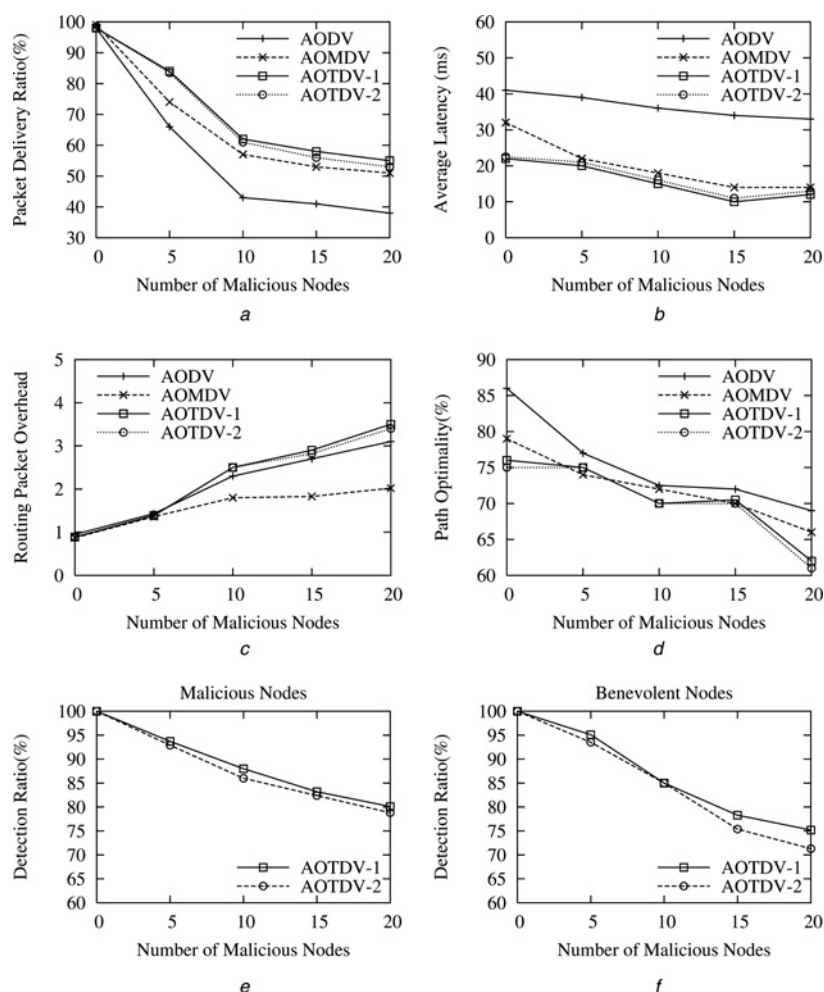 100
90
80
70
60
50
40
30
Packet Delivery Ratio(%)
AODV
AOMDV
AOTDV-1
AOTDV-2
0 5 10 15 20
Number of Malicious Nodes
a
60
50
40
30
20
10
0
Average Latency (ms)
AODV
AOMDV
AOTDV-1
AOTDV-2
0 5 10 15 20
Number of Malicious Nodes
b
5
4
3
2
1
0
Routing Packet Overhead
AODV
AOMDV
AOTDV-1
AOTDV-2
0 5 10 15 20
Number of Malicious Nodes
c
90
85
80
75
70
65
60
Path Optimality(%)
AODV
AOMDV
AOTDV-1
AOTDV-2
0 5 10 15 20
Number of Malicious Nodes
d
Malicious Nodes
100
95
90
85
80
75
70
65
60
Detection Ratio(%)
AOTDV-1
AOTDV-2
0 5 10 15 20
Number of Malicious Nodes
e
Benevolent Nodes
100
95
90
85
80
75
70
65
60
Detection Ratio(%)
AOTDV-1
AOTDV-2
0 5 10 15 20
Number of Malicious Nodes
f